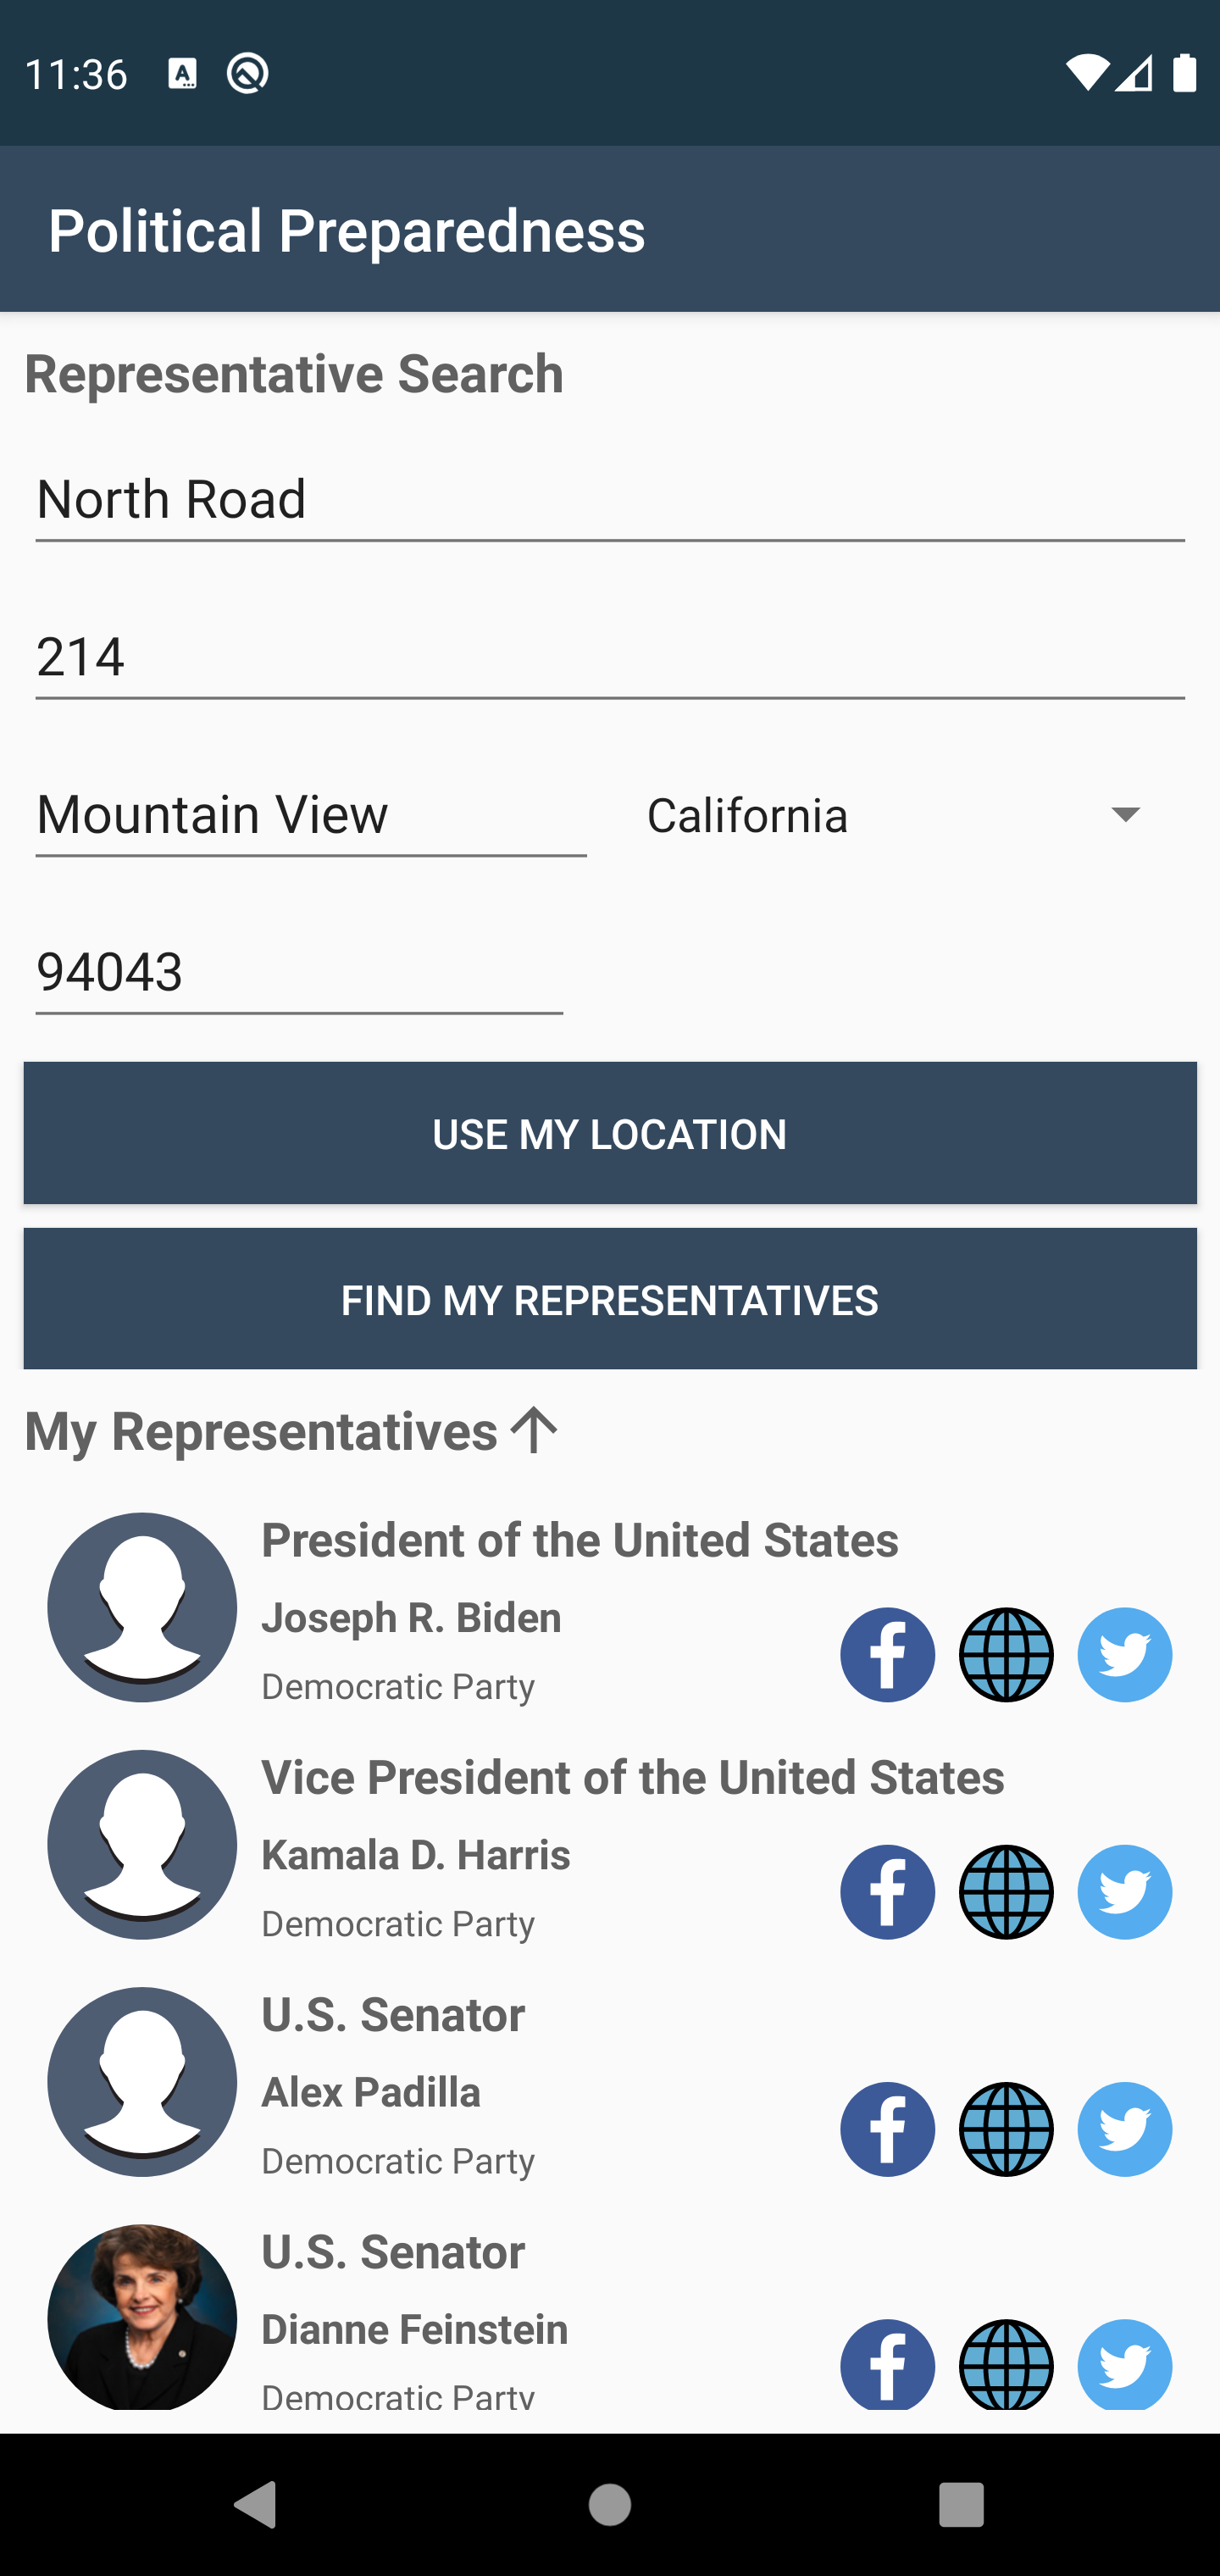 11:36
Political Preparedness
Representative Search
North Road
214
Mountain View California
94043
USE MY LOCATION
FIND MY REPRESENTATIVES
My Representatives
President of the United States
Joseph R. Biden
Democratic Party
Vice President of the United States
Kamala D. Harris
Democratic Party
U.S. Senator
Alex Padilla
Democratic Party
U.S. Senator
Dianne Feinstein
Democratic Party